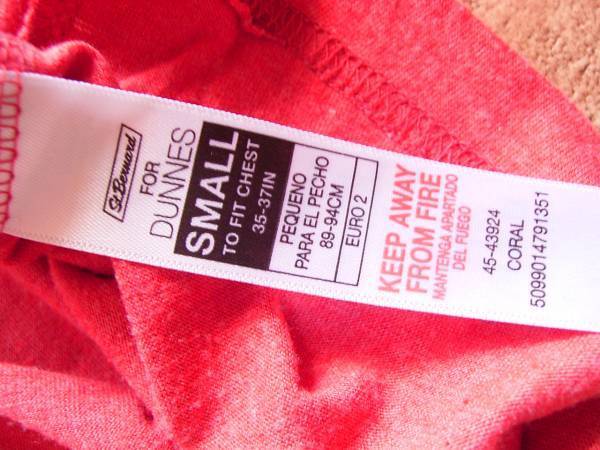 St Bernard
FOR
DUNNES
SMALL
TO FIT CHEST
35-37IN
PEQUENO
PARA EL PECHO
89-94CM
EURO 2
KEEP AWAY
FROM FIRE
MANTENGA APARTADO
DEL FUEGO
45-43924
CORAL
5099014791351